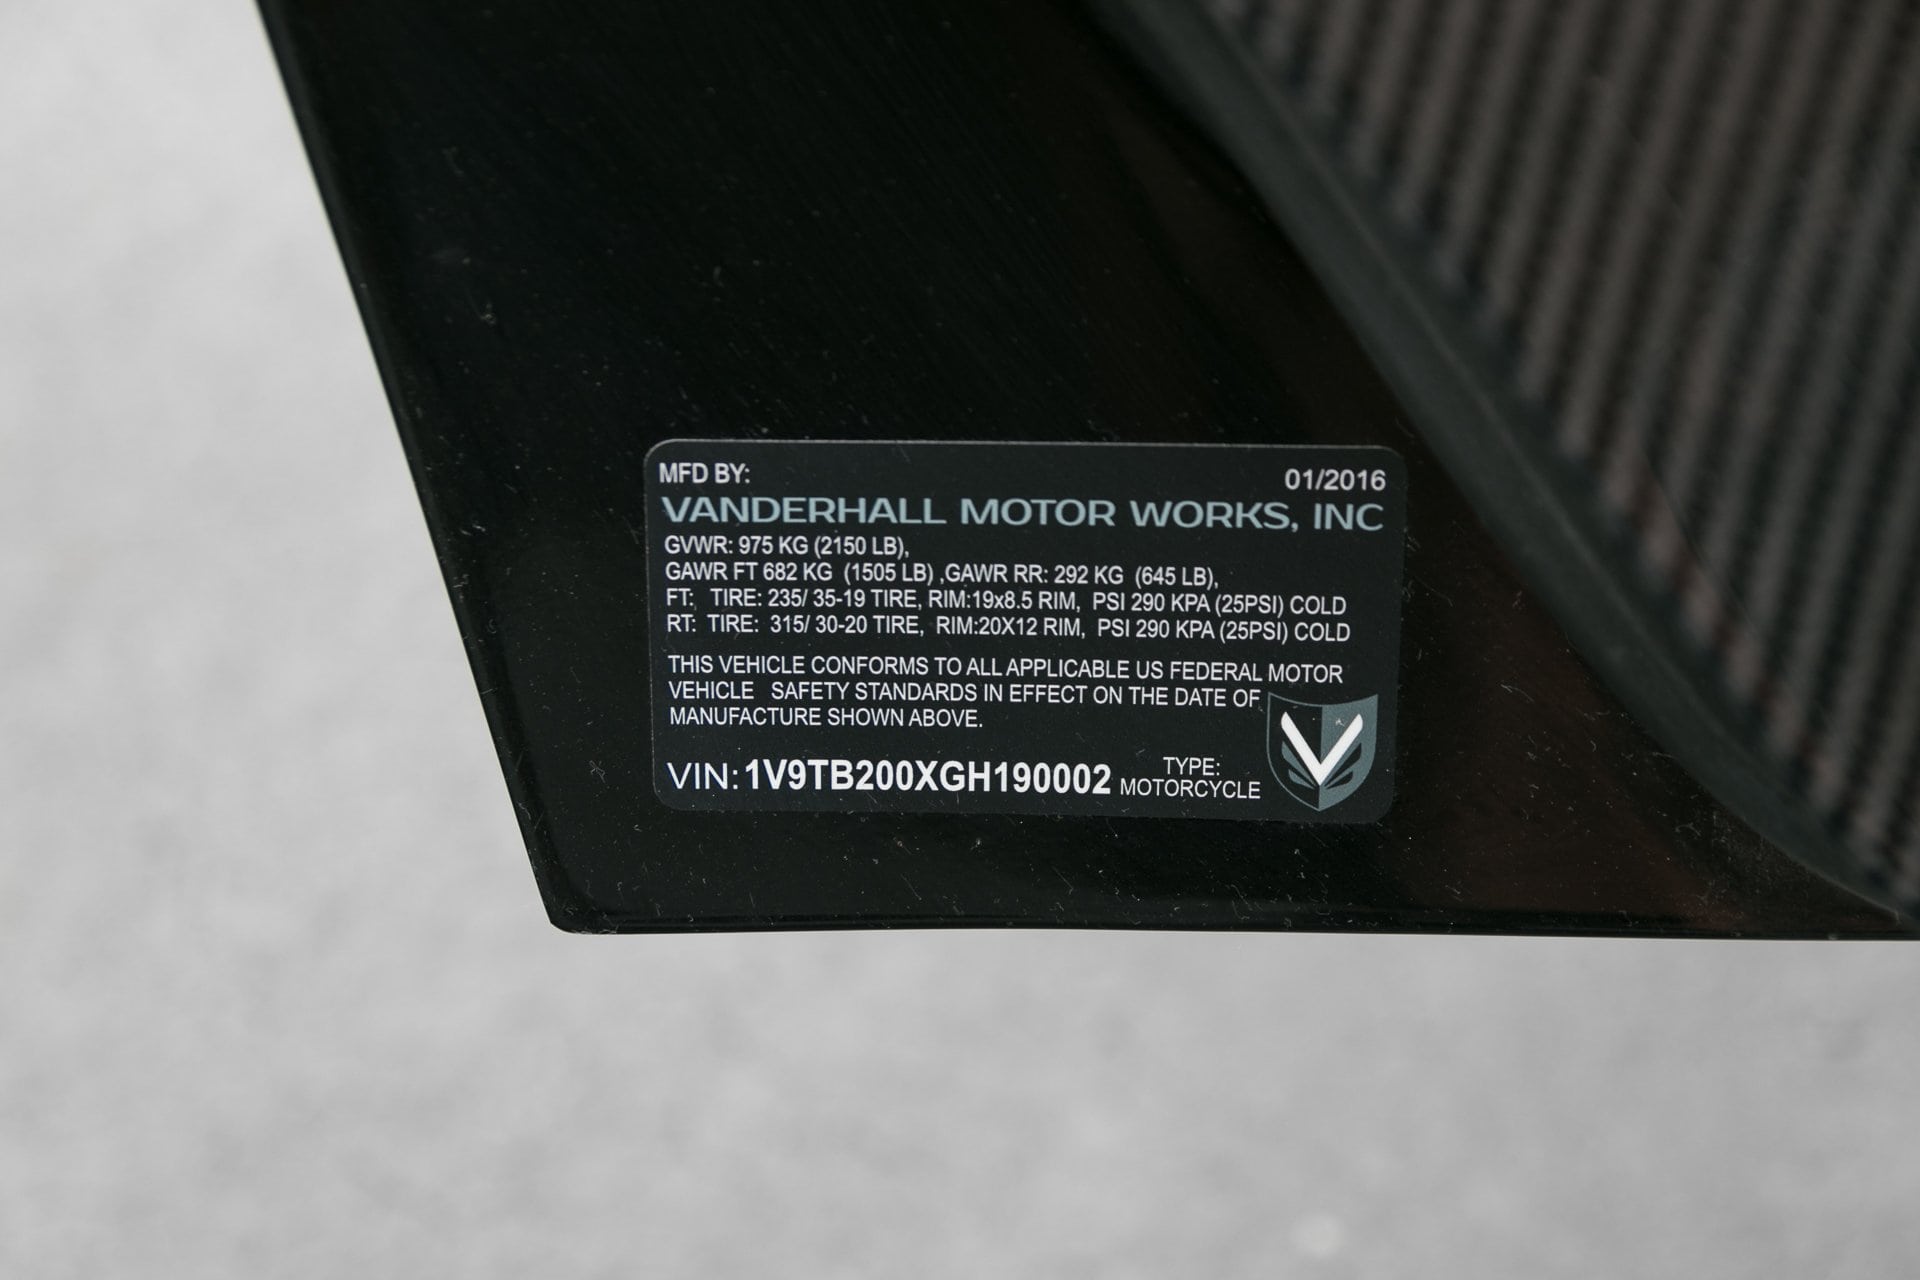 MFD BY: 01/2016
VANDERHALL MOTOR WORKS, INC
GVWR: 975 KG (2150 LB),
GAWR FT 682 KG (1505 LB) ,GAWR RR: 292 KG (645 LB),
FT: TIRE: 235/ 35-19 TIRE, RIM:19x8.5 RIM, PSI 290 KPA (25PSI) COLD
RT: TIRE: 315/ 30-20 TIRE, RIM:20X12 RIM, PSI 290 KPA (25PSI) COLD
THIS VEHICLE CONFORMS TO ALL APPLICABLE US FEDERAL MOTOR
VEHICLE SAFETY STANDARDS IN EFFECT ON THE DATE OF
MANUFACTURE SHOWN ABOVE.
VIN: 1V9TB200XGH190002 TYPE:
MOTORCYCLE